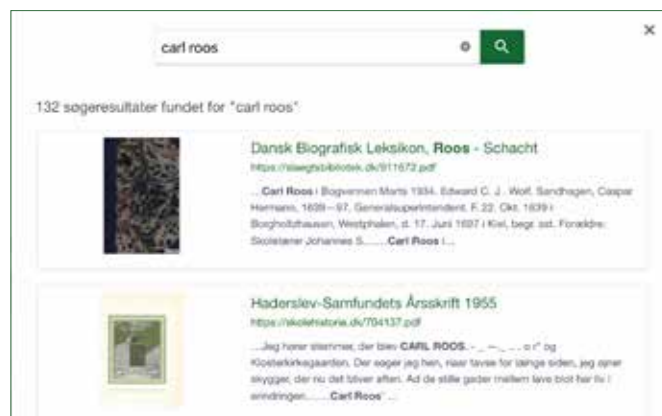 carl roos
132 søgeresultater fundet for "carl roos"
Dansk Biografisk Leksikon, Roos - Schacht
https://slaegtsbibliotek.dk/911672.pdf
...Carl Roos i Bogvennen Marts 1934. Edward C. J. Wolf. Sandhagen, Caspar
Hermann, 1639—97, Generalsuperintendent. F. 22. Okt. 1639 i
Borgholtzhausen, Westphalen, d. 17. Juni 1697 i Kiel, begr. sst. Forældre:
Skolelærer Johannes S.......Carl Roos i...
Haderslev-Samfundets Årsskrift 1955
https://skolehistorie.dk/704137.pdf
...Jeg hører stemmer, der blev CARL ROOS. - _ —._ _ .. o r" og
Klosterkirkegaarden. Der søger jeg hen, naar tavse for længe siden, jeg øjner
skygger, der nu det bliver aften. Ad de stille gader mellem lave blot har liv i
erindringen.......Carl Roos" ...